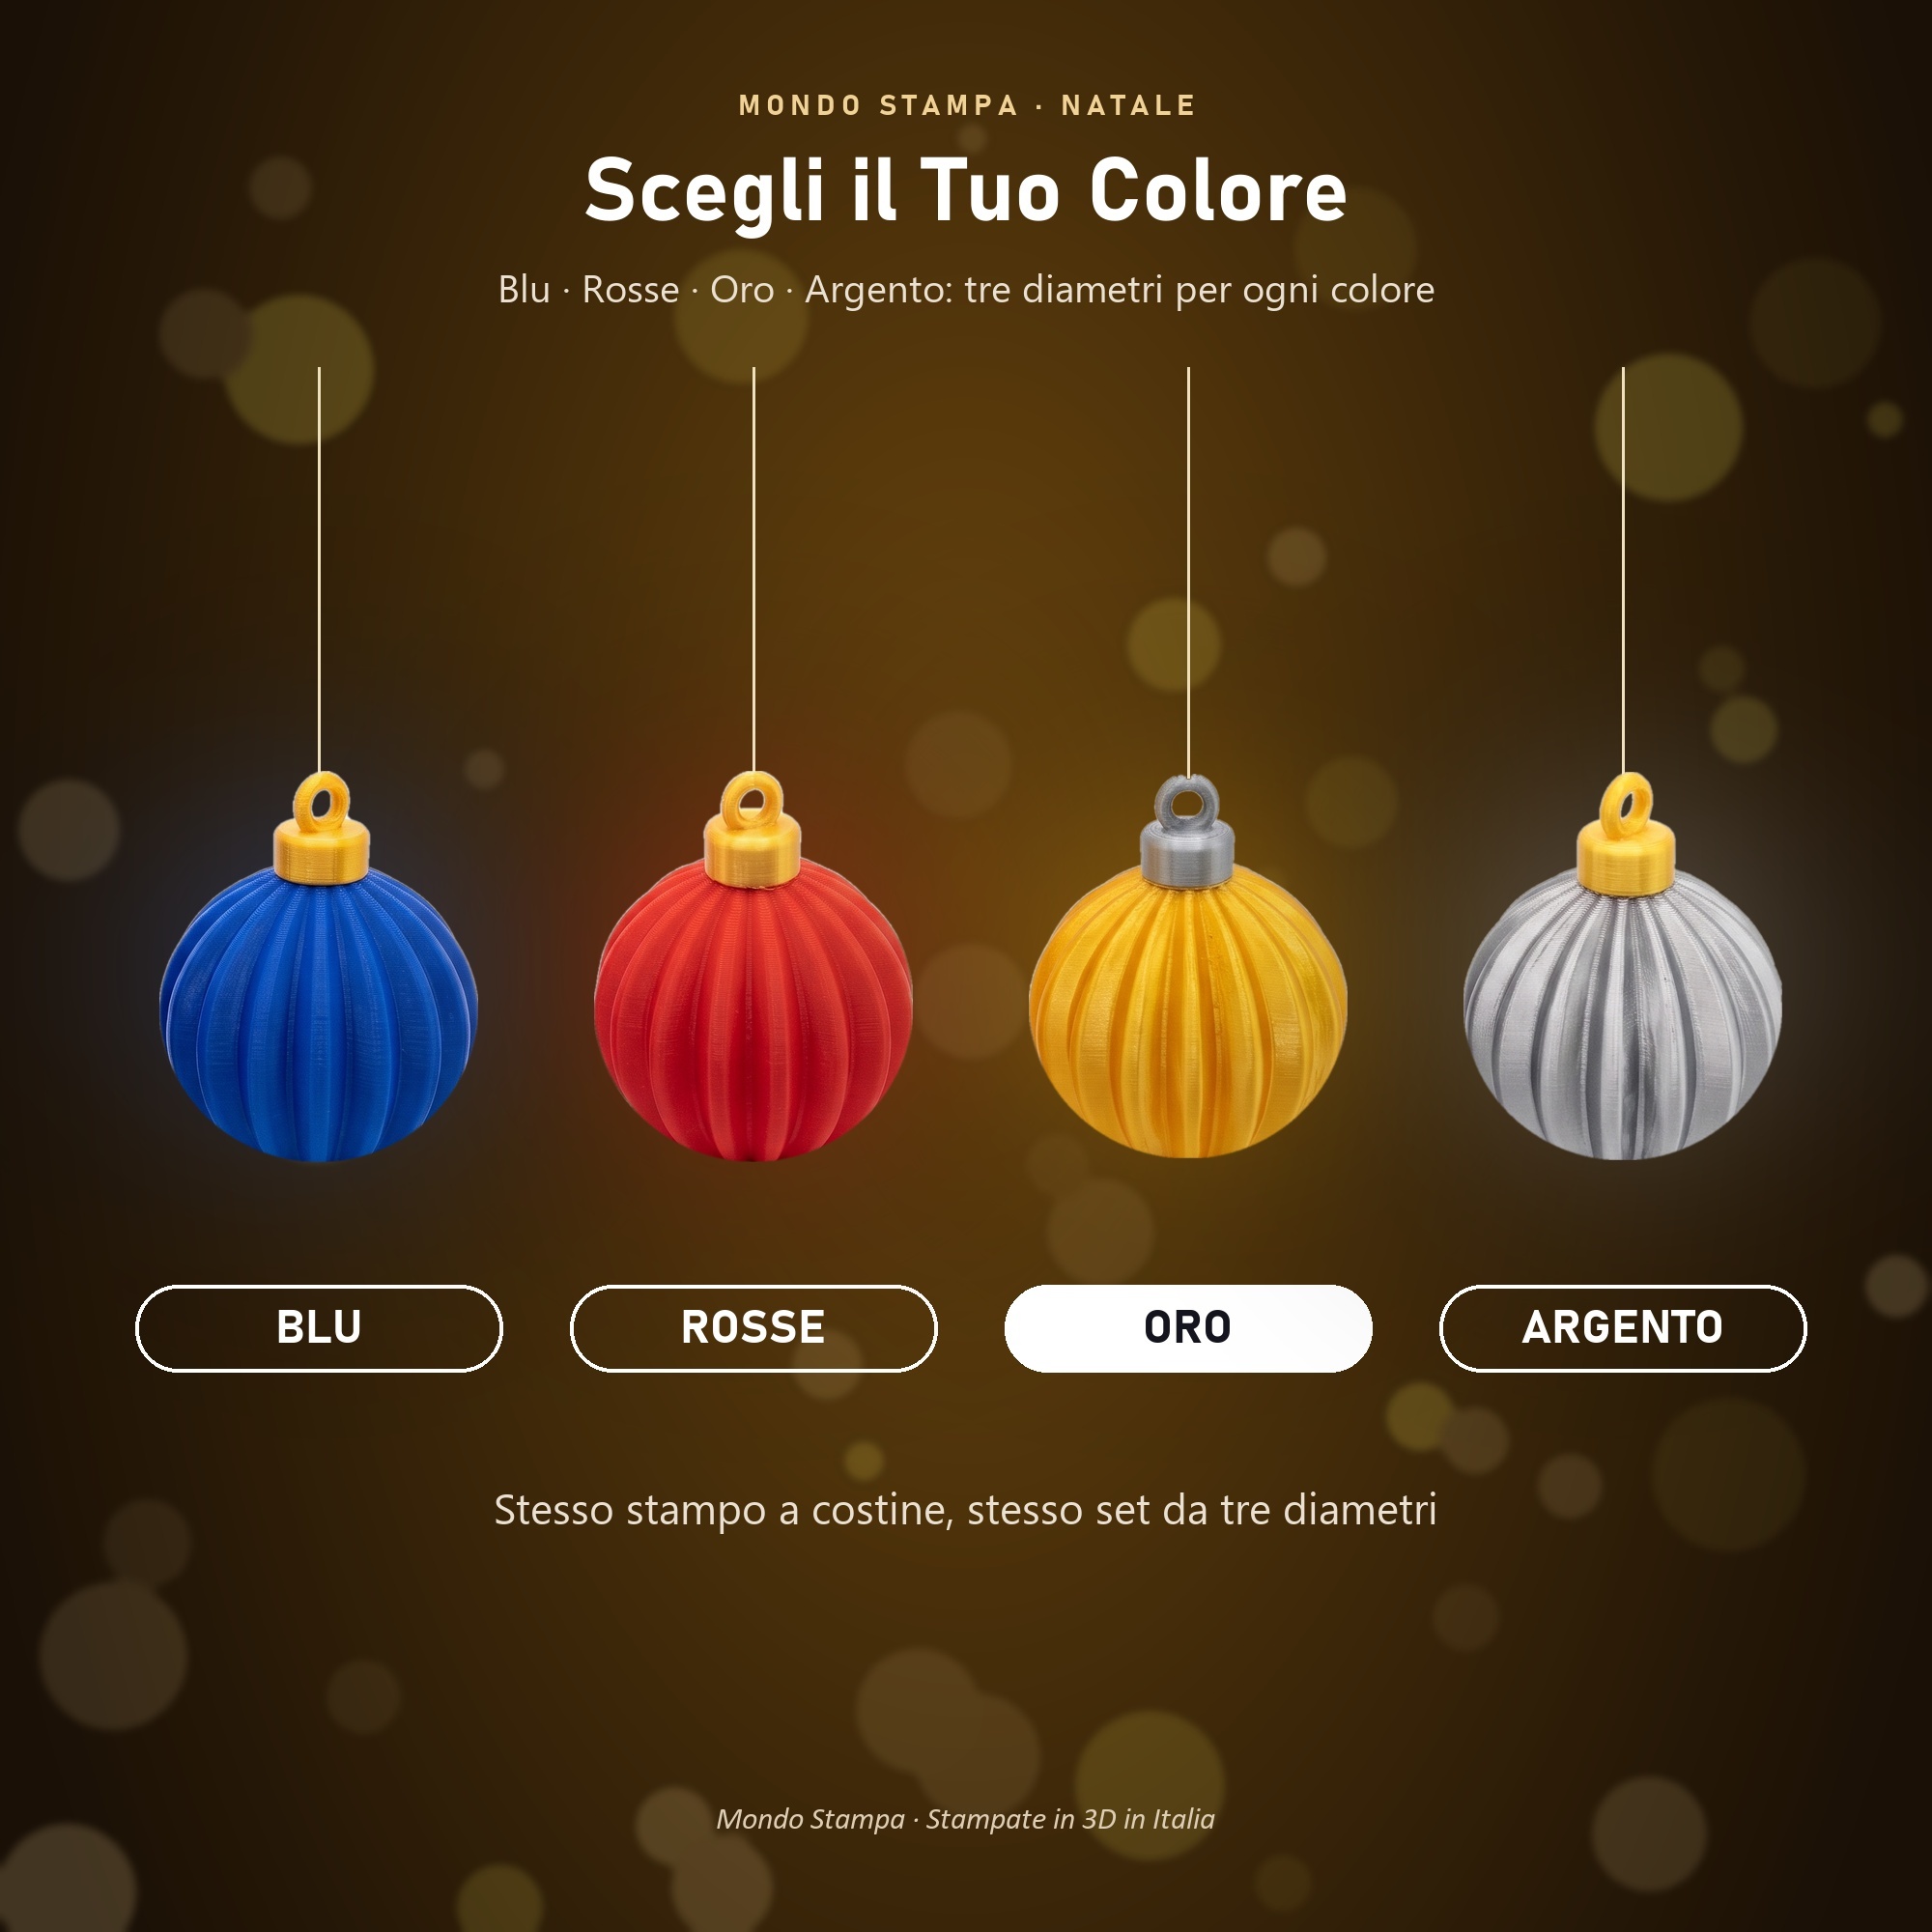 MONDO STAMPA · NATALE
Scegli il Tuo Colore
Blu · Rosse · Oro · Argento: tre diametri per ogni colore
BLU
ROSSE
ORO
ARGENTO
Stesso stampo a costine, stesso set da tre diametri
Mondo Stampa · Stampate in 3D in Italia